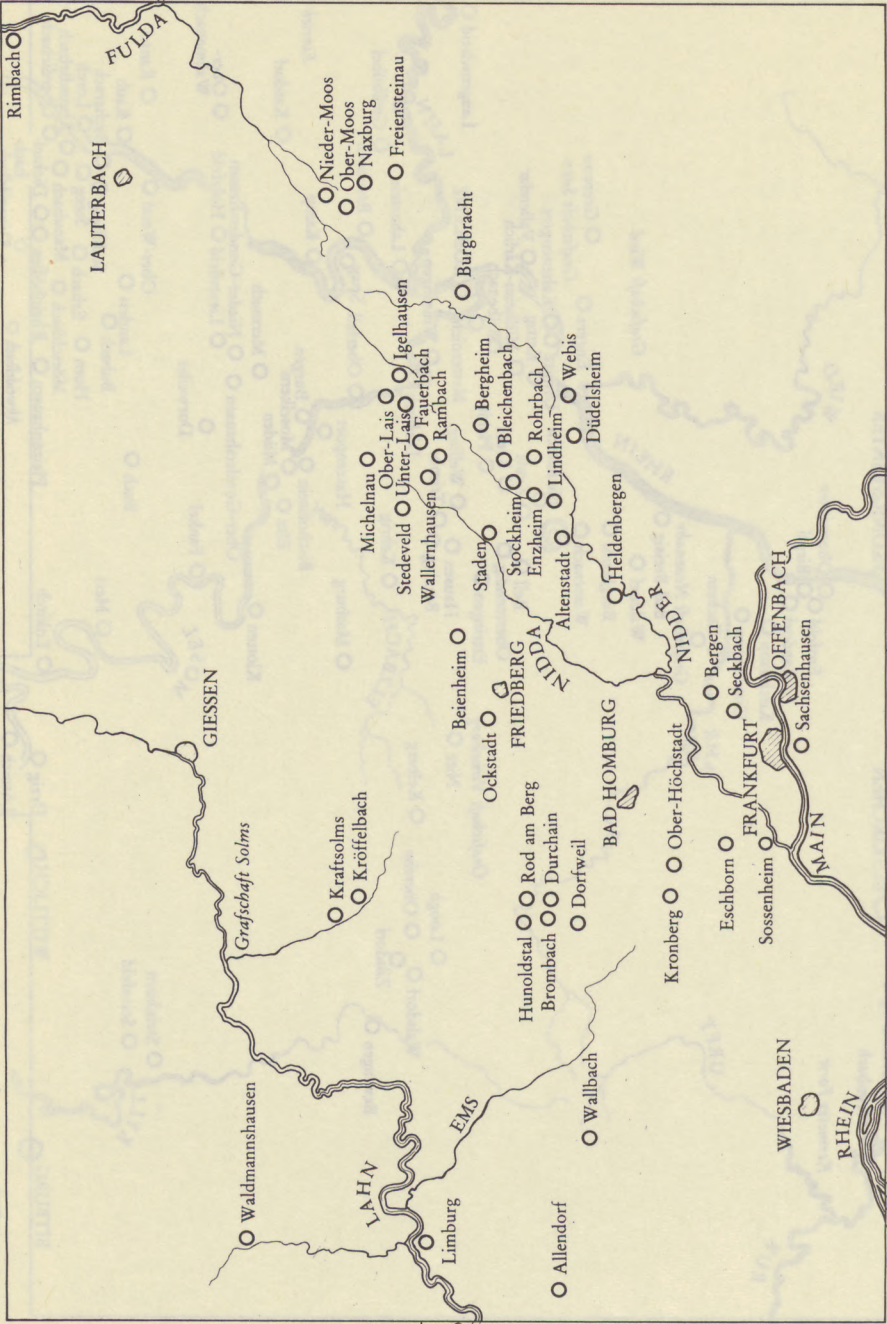 Rimbach
FULDA
LAUTERBACH
Nieder-Moos
Ober-Moos
Naxburg
Freiensteinau
Burgbracht
Igelhausen
Ober-Lais
Unter-Lais
Fauerbach
Rambach
Michelnau
Stedeveld
Wallernhausen
Bergheim
Bleichenbach
Rohrbach
Lindheim
Webis
Düdelsheim
Staden
Stockheim
Enzheim
Altenstadt
Heldenbergen
NIDDA
NIDDER
GIESSEN
Beienheim
Ockstadt
FRIEDBERG
Grafschaft Solms
Kraftsolms
Kröffelbach
BAD HOMBURG
Bergen
Seckbach
OFFENBACH
Sachsenhausen
FRANKFURT
MAIN
Hunoldstal
Rod am Berg
Brombach
Durchain
Dorfweil
Kronberg
Ober-Höchstadt
Eschborn
Sossenheim
Waldmannshausen
LAHN
EMS
Limburg
Wallbach
Allendorf
WIESBADEN
RHEIN